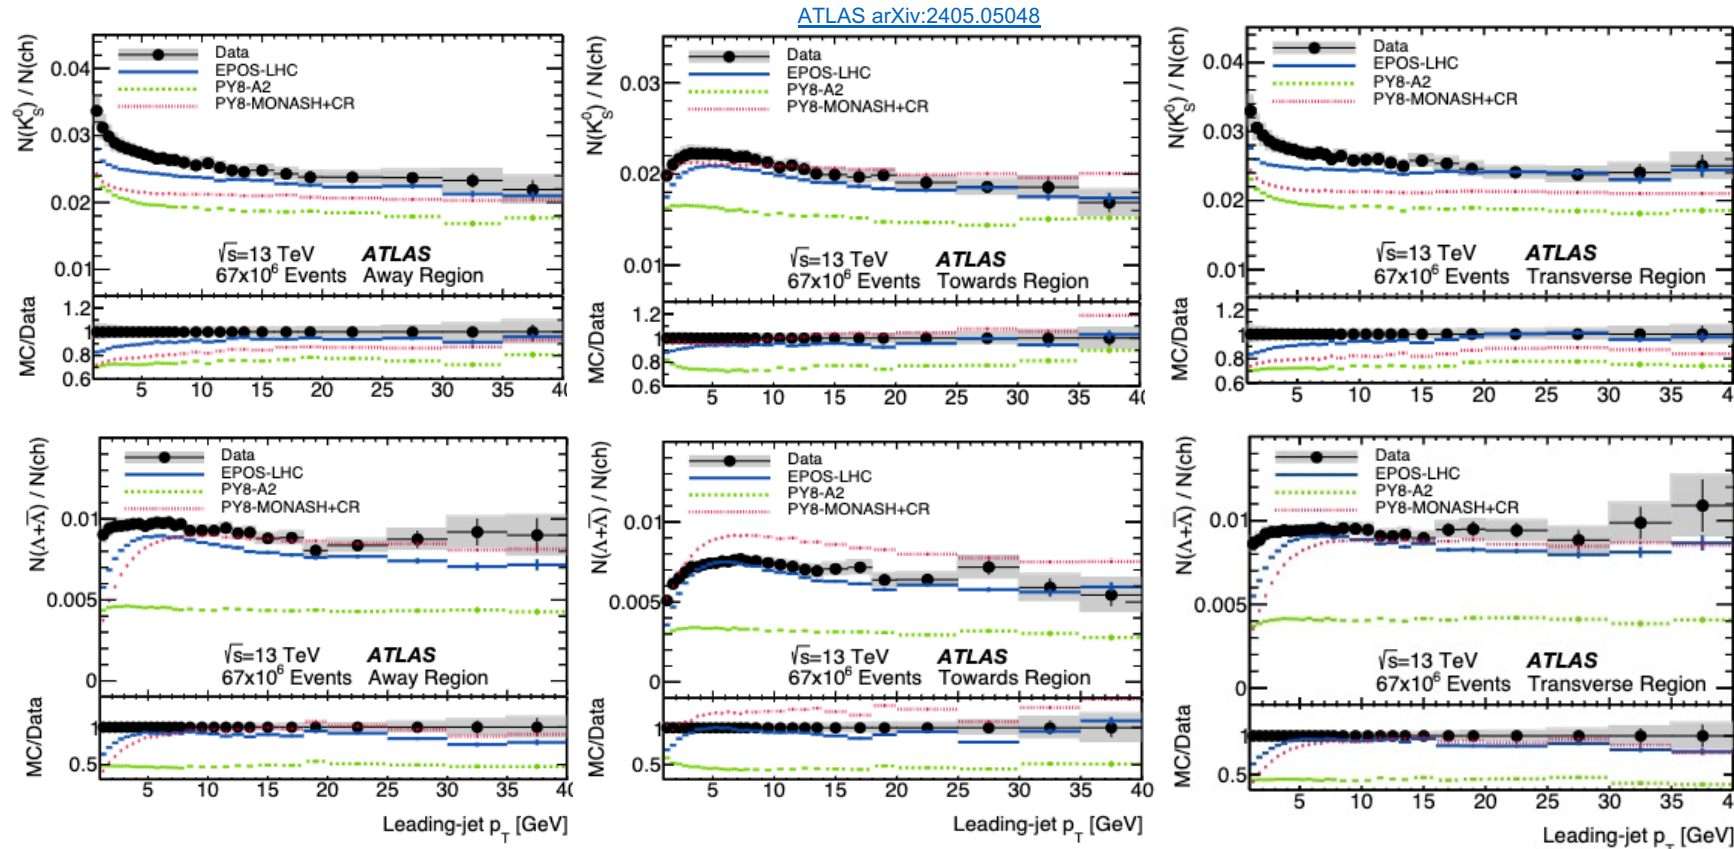 ATLAS arXiv:2405.05048
N(K⁰S) / N(ch)
0.04
0.03
0.02
0.01
Data
EPOS-LHC
PY8-A2
PY8-MONASH+CR
√s=13 TeV ATLAS
67x10⁶ Events Away Region
MC/Data
1.2
1
0.8
0.6
5 10 15 20 25 30 35 40
N(K⁰S) / N(ch)
0.03
0.02
0.01
Data
EPOS-LHC
PY8-A2
PY8-MONASH+CR
√s=13 TeV ATLAS
67x10⁶ Events Towards Region
MC/Data
1.2
1
0.8
0.6
5 10 15 20 25 30 35 40
N(K⁰S) / N(ch)
0.04
0.03
0.02
0.01
Data
EPOS-LHC
PY8-A2
PY8-MONASH+CR
√s=13 TeV ATLAS
67x10⁶ Events Transverse Region
MC/Data
1.2
1
0.8
0.6
5 10 15 20 25 30 35 4
N(Λ+Λ̅) / N(ch)
0.01
0.005
0
Data
EPOS-LHC
PY8-A2
PY8-MONASH+CR
√s=13 TeV ATLAS
67x10⁶ Events Away Region
MC/Data
1
0.5
5 10 15 20 25 30 35 40
Leading-jet pT [GeV]
N(Λ+Λ̅) / N(ch)
0.01
0.005
0
Data
EPOS-LHC
PY8-A2
PY8-MONASH+CR
√s=13 TeV ATLAS
67x10⁶ Events Towards Region
MC/Data
1
0.5
5 10 15 20 25 30 35 40
Leading-jet pT [GeV]
N(Λ+Λ̅) / N(ch)
0.01
0.005
0
Data
EPOS-LHC
PY8-A2
PY8-MONASH+CR
√s=13 TeV ATLAS
67x10⁶ Events Transverse Region
MC/Data
1
0.5
5 10 15 20 25 30 35 4
Leading-jet pT [GeV]